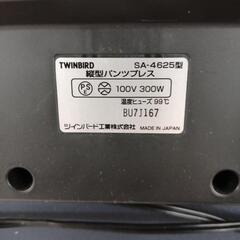 TWINBIRD SA-4625型
縦型パンツプレス
PSE 100V 300W
温度ヒューズ 99℃
BU7J167
ツインバード工業株式会社 MADE IN JAPAN